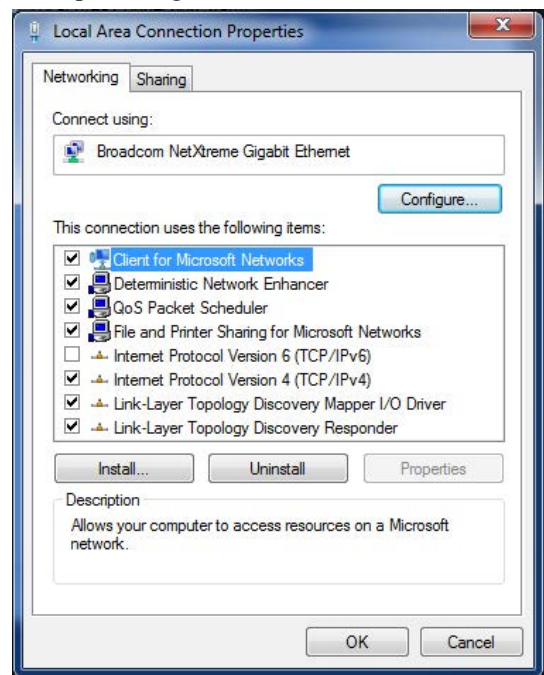 Local Area Connection Properties
Networking
Sharing
Connect using:
Broadcom NetXtreme Gigabit Ethernet
Configure...
This connection uses the following items:
Client for Microsoft Networks
Deterministic Network Enhancer
QoS Packet Scheduler
File and Printer Sharing for Microsoft Networks
Internet Protocol Version 6 (TCP/IPv6)
Internet Protocol Version 4 (TCP/IPv4)
Link-Layer Topology Discovery Mapper I/O Driver
Link-Layer Topology Discovery Responder
Install...
Uninstall
Properties
Description
Allows your computer to access resources on a Microsoft
network.
OK
Cancel